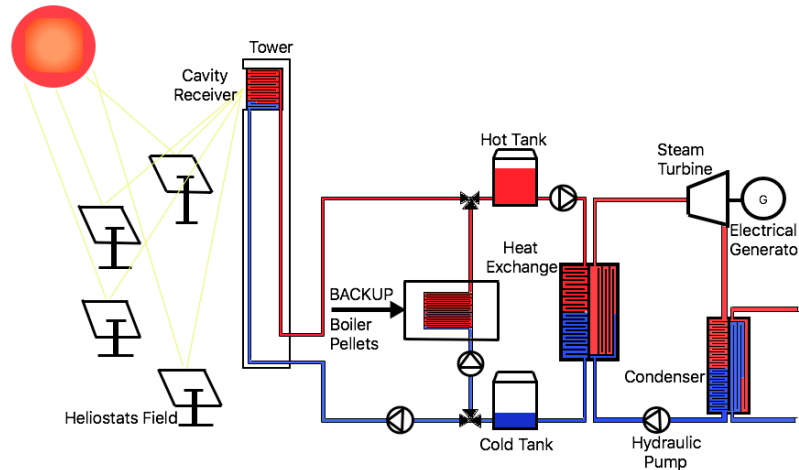 Tower
Cavity
Receiver
Hot Tank
Steam
Turbine
G
Electrical
Generato
Heat
Exchange
BACKUP
Boiler
Pellets
Condenser
Heliostats Field
Cold Tank
Hydraulic
Pump